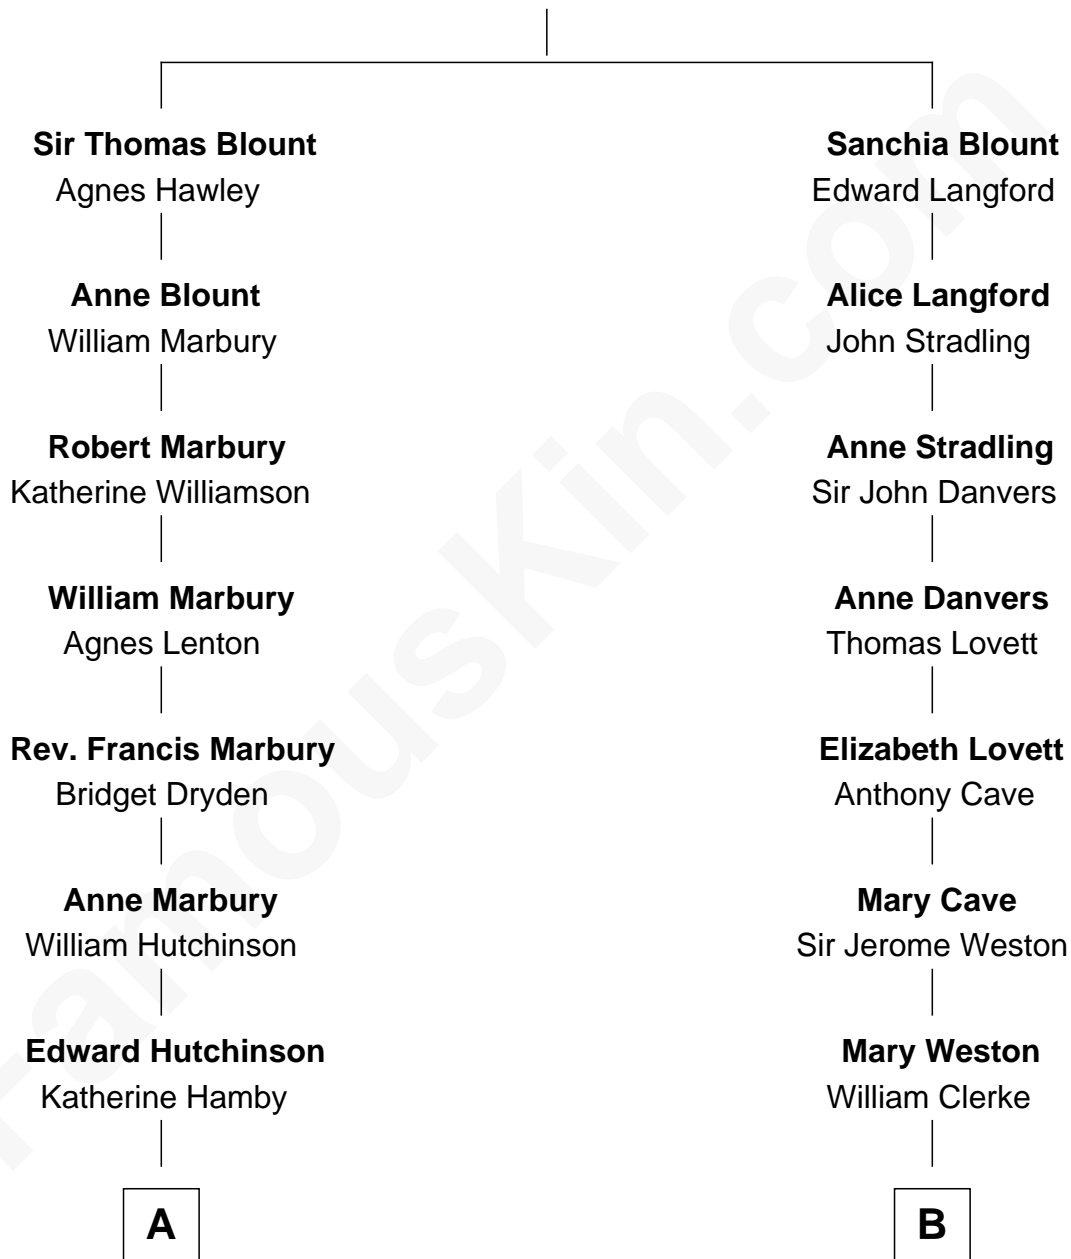 Sir Thomas Blount
Agnes Hawley
Anne Blount
William Marbury
Robert Marbury
Katherine Williamson
William Marbury
Agnes Lenton
Rev. Francis Marbury
Bridget Dryden
Anne Marbury
William Hutchinson
Edward Hutchinson
Katherine Hamby
A
Sanchia Blount
Edward Langford
Alice Langford
John Stradling
Anne Stradling
Sir John Danvers
Anne Danvers
Thomas Lovett
Elizabeth Lovett
Anthony Cave
Mary Cave
Sir Jerome Weston
Mary Weston
William Clerke
B
FamousKin.com